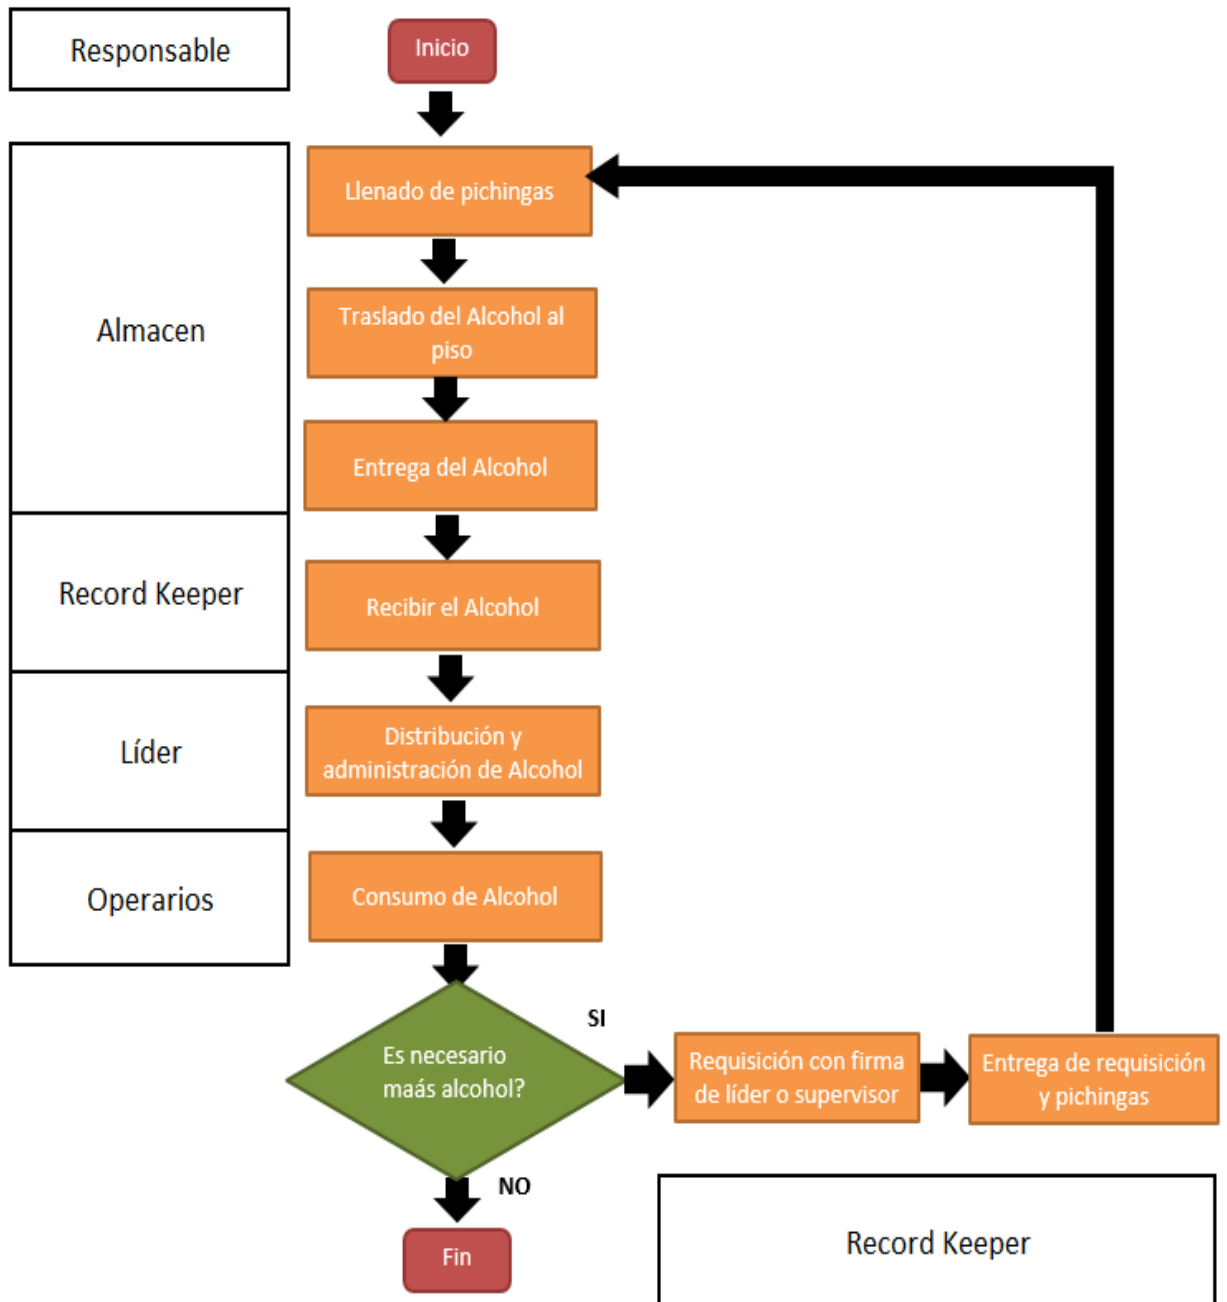 Responsable
Inicio
Almacen
Llenado de pichingas
Traslado del Alcohol al
piso
Entrega del Alcohol
Record Keeper
Recibir el Alcohol
Líder
Distribución y
administración de Alcohol
Operarios
Consumo de Alcohol
Es necesario
maás alcohol?
SI
Requisición con firma
de líder o supervisor
Entrega de requisición
y pichingas
NO
Fin
Record Keeper